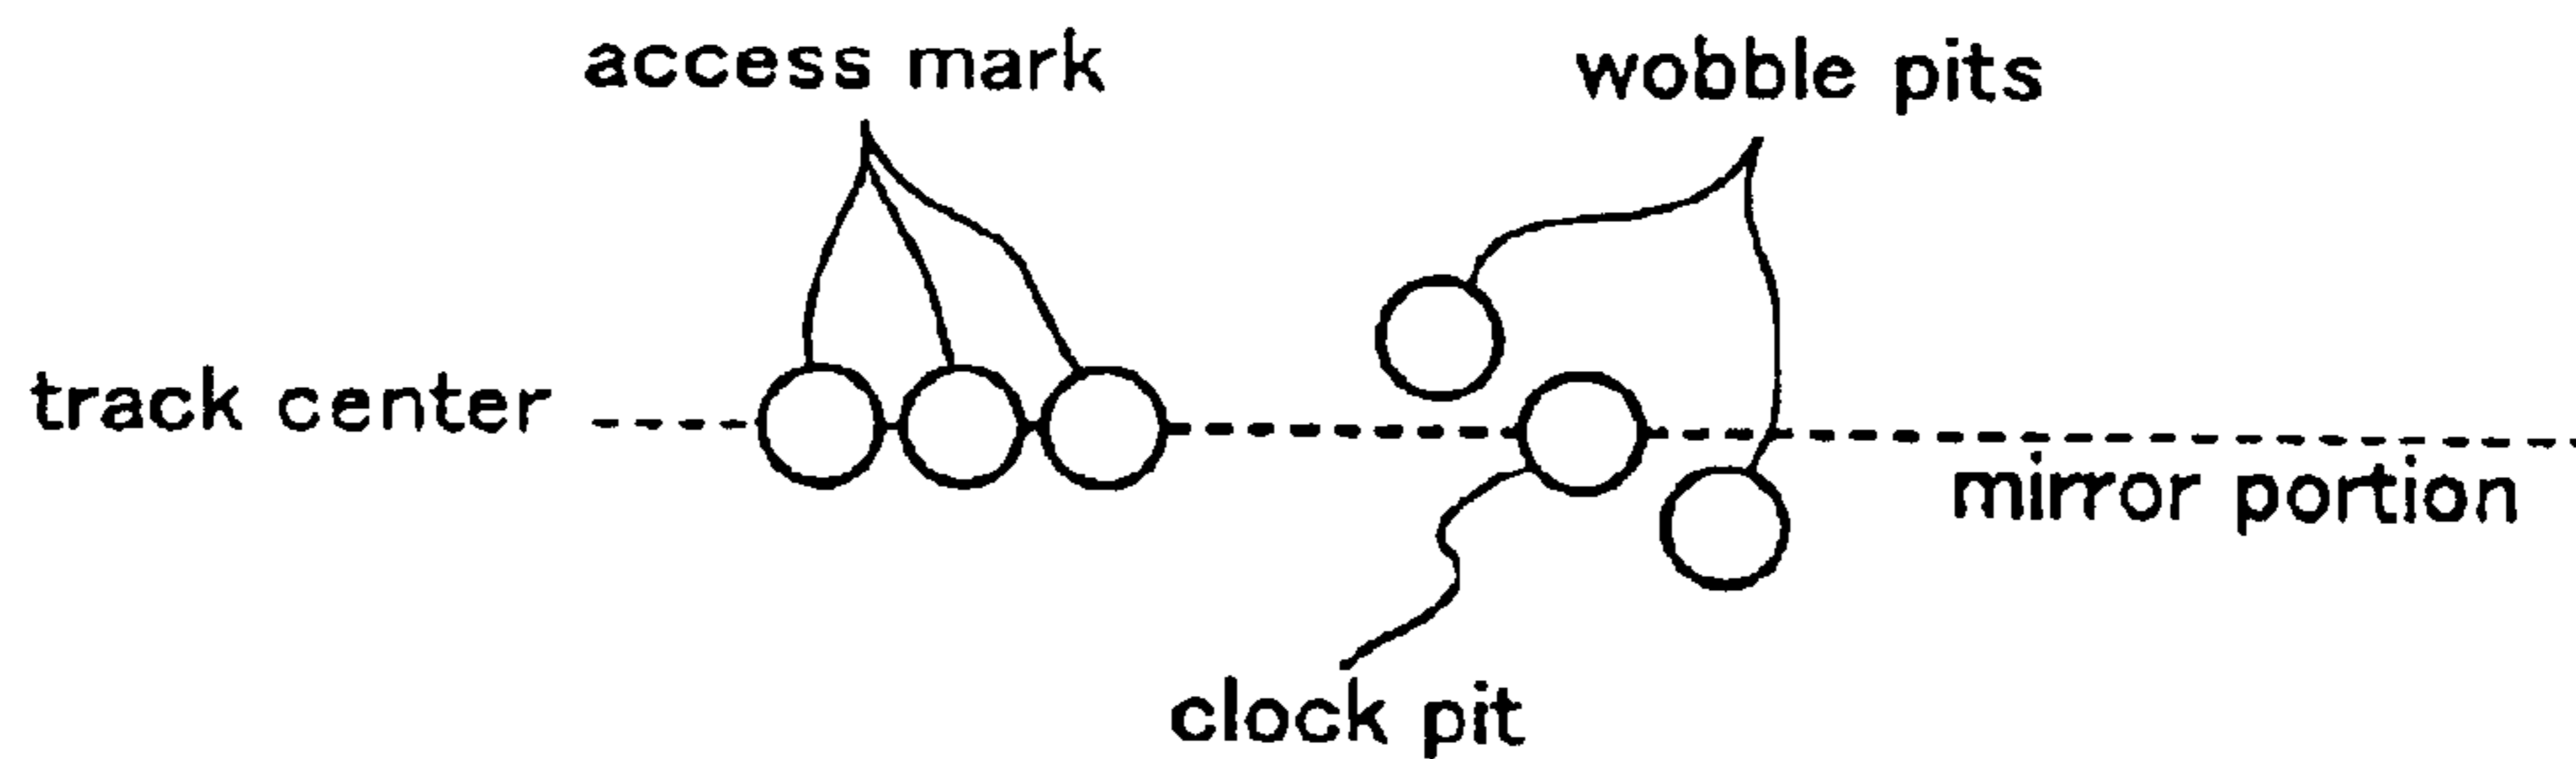 access mark
wobble pits
track center
mirror portion
clock pit